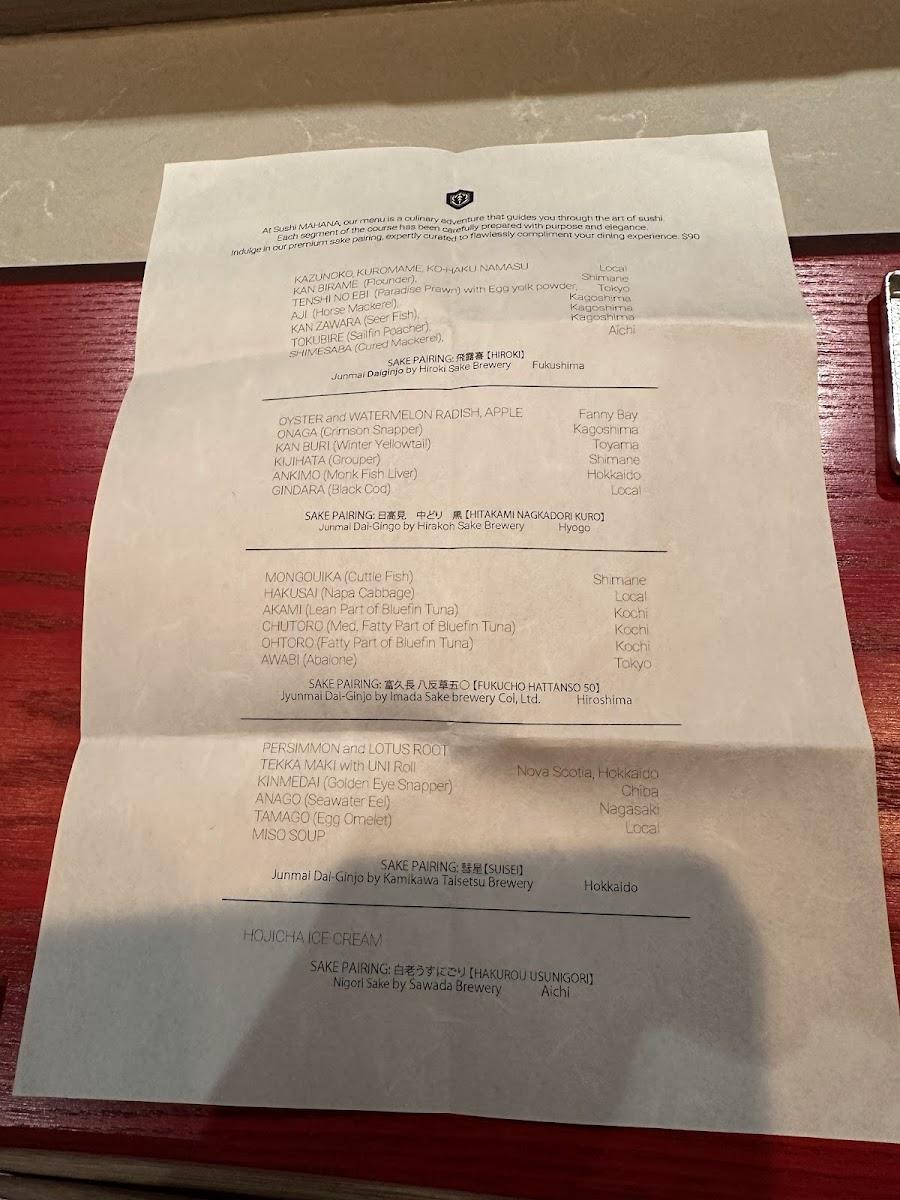 At Sushi MAHANA, our menu is a culinary adventure that guides you through the art of sushi.
Each segment of the course has been carefully prepared with purpose and elegance.
Indulge in our premium sake pairing, expertly curated to flawlessly compliment your dining experience. $90
KAZUNOKO, KUROMAME, KO-HAKU NAMASU Local
KAN BIRAME (Flounder), Shimane
TENSHI NO EBI (Paradise Prawn) with Egg yolk powder, Tokyo
AJI (Horse Mackerel), Kagoshima
KAN ZAWARA (Seer Fish), Kagoshima
TOKUBIRE (Sailfin Poacher), Kagoshima
SHIMESABA (Cured Mackerel), Aichi
SAKE PAIRING: 飛露喜【HIROKI】
Junmai Daiginjo by Hiroki Sake Brewery Fukushima
OYSTER and WATERMELON RADISH, APPLE Fanny Bay
ONAGA (Crimson Snapper) Kagoshima
KAN BURI (Winter Yellowtail) Toyama
KIJIHATA (Grouper) Shimane
ANKIMO (Monk Fish Liver) Hokkaido
GINDARA (Black Cod) Local
SAKE PAIRING: 日高見 中どり 黒【HITAKAMI NAGKADORI KURO】
Junmai Dai-Gingo by Hirakoh Sake Brewery Hyogo
MONGOUIKA (Cuttle Fish) Shimane
HAKUSAI (Napa Cabbage) Local
AKAMI (Lean Part of Bluefin Tuna) Kochi
CHUTORO (Med, Fatty Part of Bluefin Tuna) Kochi
OHTORO (Fatty Part of Bluefin Tuna) Kochi
AWABI (Abalone) Tokyo
SAKE PAIRING: 富久長 八反草五〇【FUKUCHO HATTANSO 50】
Jyunmai Dai-Ginjo by Imada Sake brewery Col, Ltd. Hiroshima
PERSIMMON and LOTUS ROOT
TEKKA MAKI with UNI Roll Nova Scotia, Hokkaido
KINMEDAI (Golden Eye Snapper) Chiba
ANAGO (Seawater Eel) Nagasaki
TAMAGO (Egg Omelet) Local
MISO SOUP
SAKE PAIRING: 彗星【SUISEI】
Junmai Dai-Ginjo by Kamikawa Taisetsu Brewery Hokkaido
HOJICHA ICE CREAM
SAKE PAIRING: 白老うすにごり【HAKUROU USUNIGORI】
Nigori Sake by Sawada Brewery Aichi